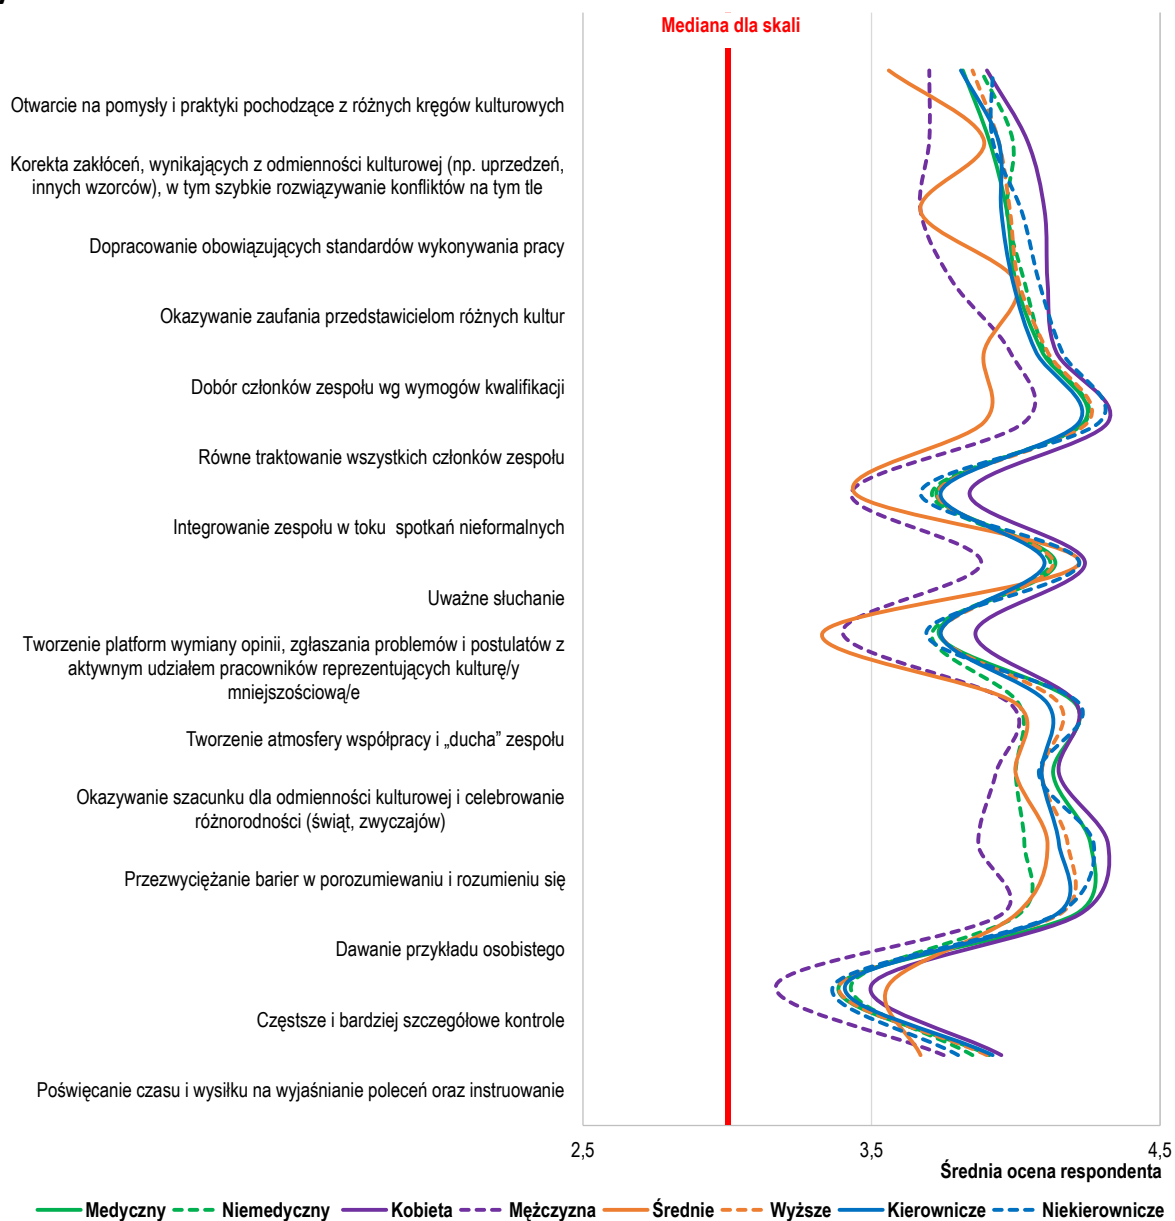 Mediana dla skali
Otwarcie na pomysły i praktyki pochodzące z różnych kręgów kulturowych
Korekta zakłóceń, wynikających z odmienności kulturowej (np. uprzedzeń,
innych wzorców), w tym szybkie rozwiązywanie konfliktów na tym tle
Dopracowanie obowiązujących standardów wykonywania pracy
Okazywanie zaufania przedstawicielom różnych kultur
Dobór członków zespołu wg wymogów kwalifikacji
Równe traktowanie wszystkich członków zespołu
Integrowanie zespołu w toku spotkań nieformalnych
Uważne słuchanie
Tworzenie platform wymiany opinii, zgłaszania problemów i postulatów z
aktywnym udziałem pracowników reprezentujących kulturę/y
mniejszościową/e
Tworzenie atmosfery współpracy i „ducha” zespołu
Okazywanie szacunku dla odmienności kulturowej i celebrowanie
różnorodności (świąt, zwyczajów)
Przezwyciężanie barier w porozumiewaniu i rozumieniu się
Dawanie przykładu osobistego
Częstsze i bardziej szczegółowe kontrole
Poświęcanie czasu i wysiłku na wyjaśnianie poleceń oraz instruowanie
2,5 3,5 4,5
Średnia ocena respondenta
Medyczny Niemedyczny Kobieta Mężczyzna Średnie Wyższe Kierownicze Niekierownicze